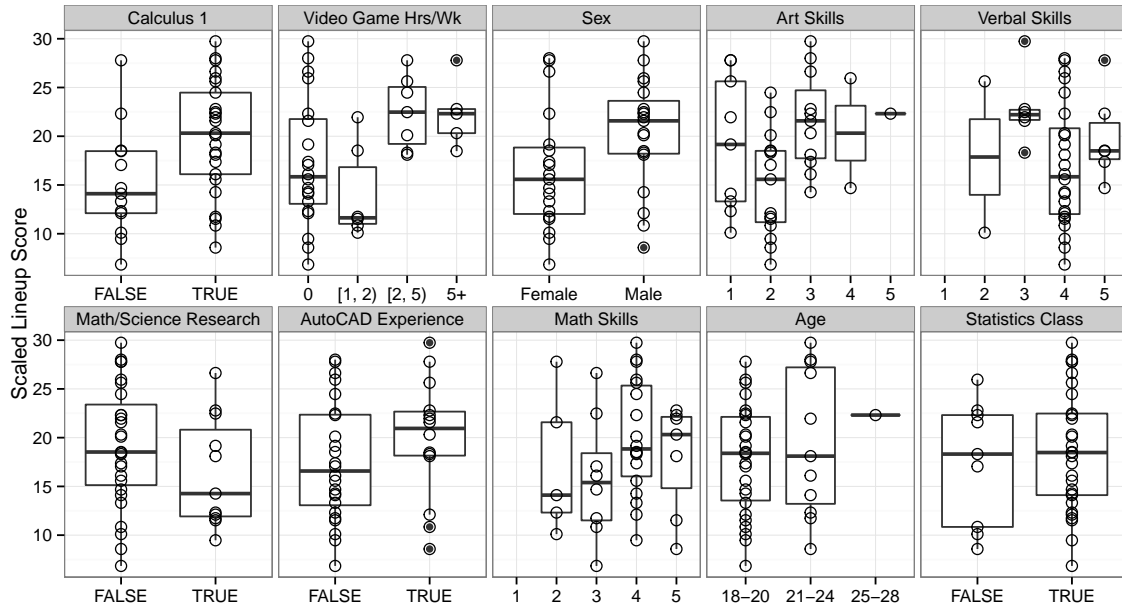 Calculus 1
Video Game Hrs/Wk
Sex
Art Skills
Verbal Skills
30
25
20
15
10
FALSE TRUE
0 [1, 2) [2, 5) 5+
Female Male
1 2 3 4 5
1 2 3 4 5
Scaled Lineup Score
Math/Science Research
AutoCAD Experience
Math Skills
Age
Statistics Class
30
25
20
15
10
FALSE TRUE
FALSE TRUE
1 2 3 4 5
18–20 21–24 25–28
FALSE TRUE